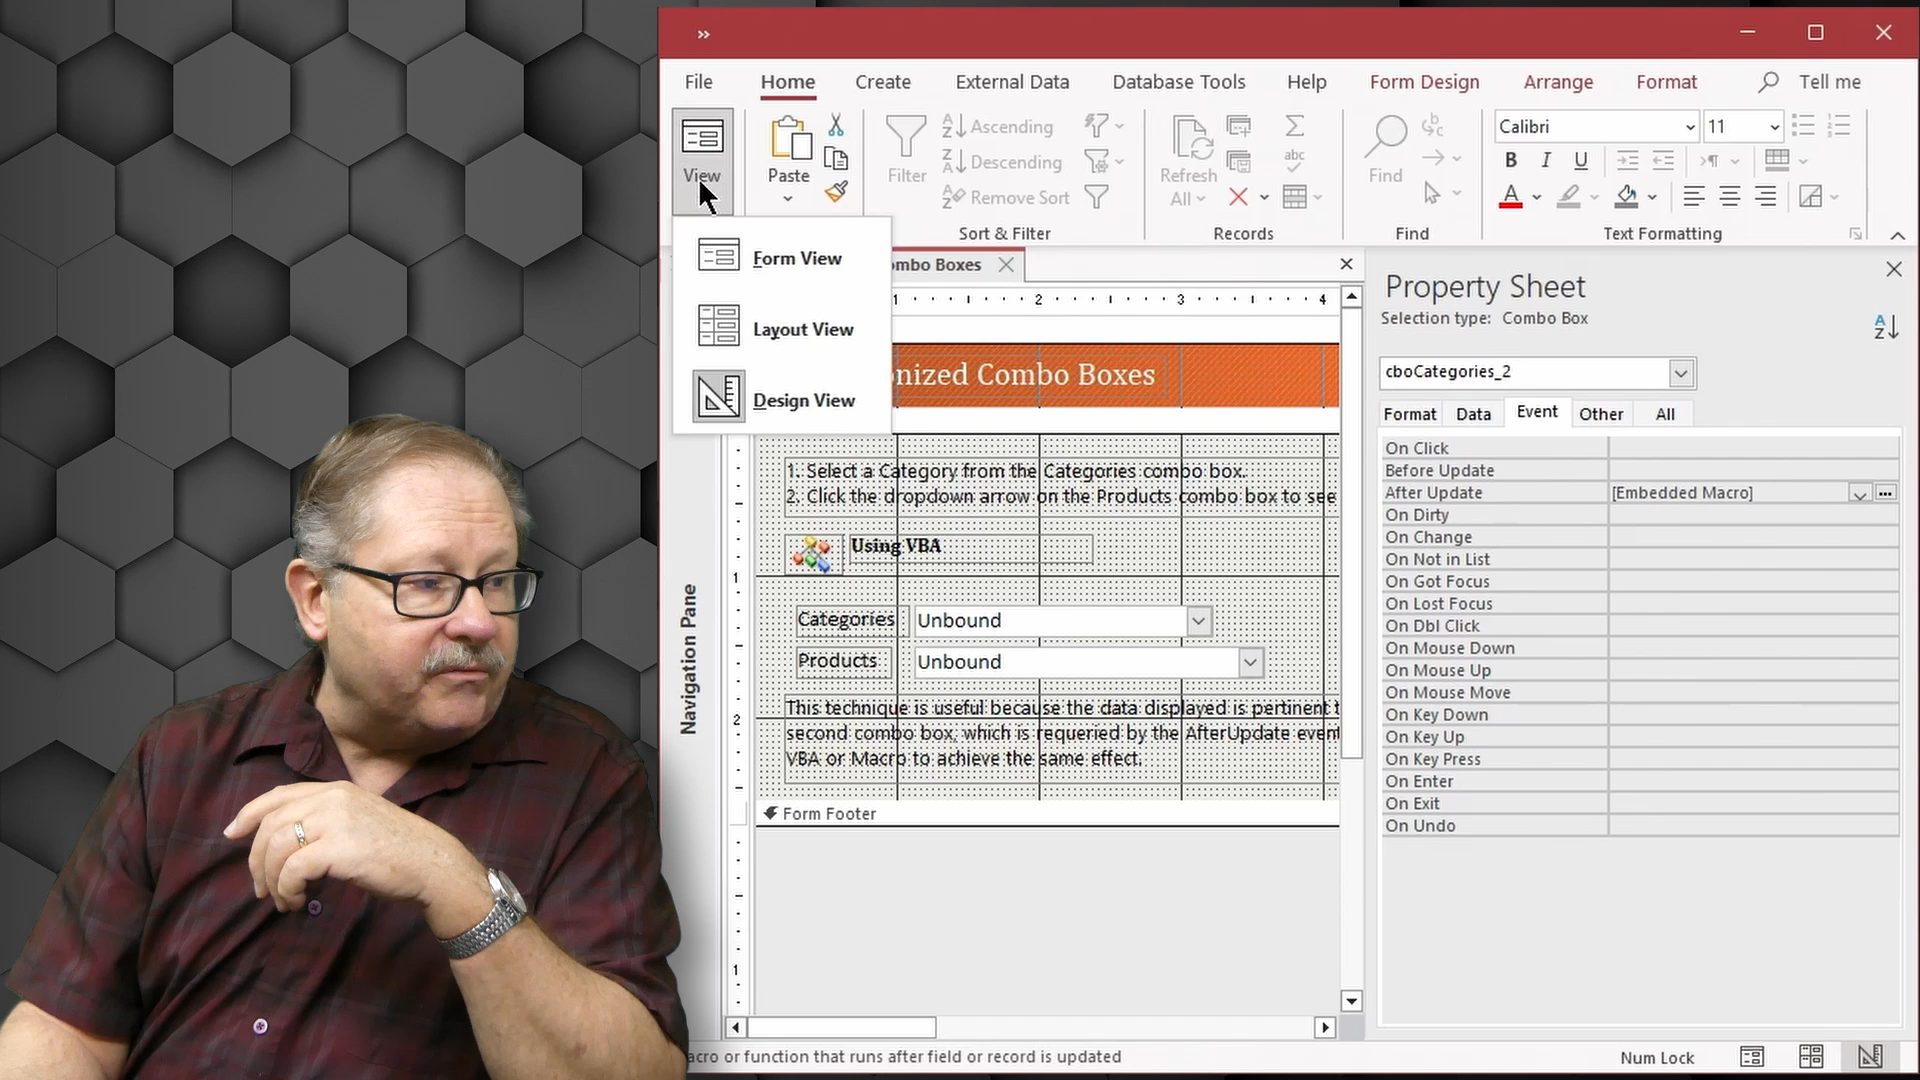 »
File Home Create External Data Database Tools Help Form Design Arrange Format Tell me
View
Paste
Filter
Ascending
Descending
Remove Sort
Sort & Filter
Refresh
All
Records
Find
Find
Calibri 11
B I U
Text Formatting
Form View
Layout View
Design View
ombo Boxes
1 2 3 4
nized Combo Boxes
1. Select a Category from the Categories combo box.
2. Click the dropdown arrow on the Products combo box to see
Using VBA
1
Categories Unbound
Products Unbound
This technique is useful because the data displayed is pertinent t
2
second combo box, which is requeried by the AfterUpdate event
VBA or Macro to achieve the same effect.
Form Footer
1
Navigation Pane
Property Sheet
Selection type: Combo Box
cboCategories_2
Format Data Event Other All
On Click
Before Update
After Update [Embedded Macro]
On Dirty
On Change
On Not in List
On Got Focus
On Lost Focus
On Dbl Click
On Mouse Down
On Mouse Up
On Mouse Move
On Key Down
On Key Up
On Key Press
On Enter
On Exit
On Undo
acro or function that runs after field or record is updated
Num Lock